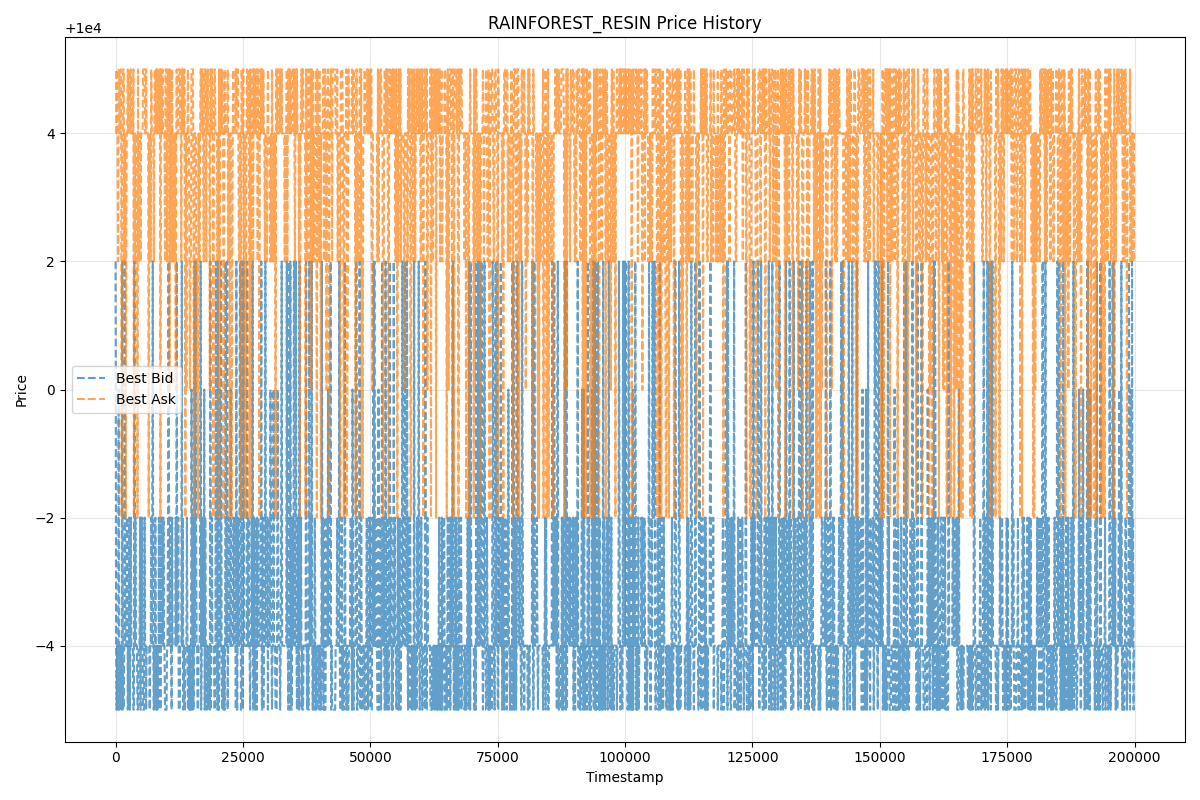 RAINFOREST_RESIN Price History
+1e4
4
2
0
−2
−4
Price
Best Bid
Best Ask
0 25000 50000 75000 100000 125000 150000 175000 200000
Timestamp